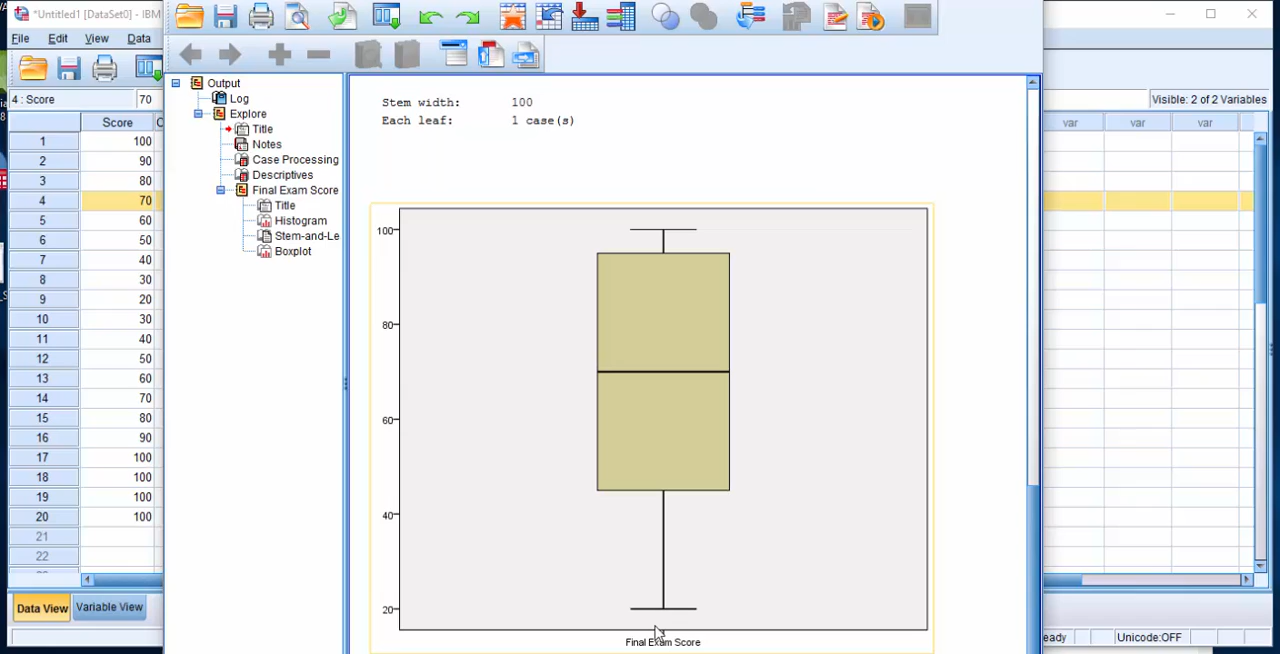 *Untitled1 [DataSet0] - IBM
File Edit View Data
4 : Score 70
Visible: 2 of 2 Variables
Score
var var var
1 100
2 90
3 80
4 70
5 60
6 50
7 40
8 30
9 20
10 30
11 40
12 50
13 60
14 70
15 80
16 90
17 100
18 100
19 100
20 100
21
22
Data View Variable View
Output
Log
Explore
Title
Notes
Case Processing
Descriptives
Final Exam Score
Title
Histogram
Stem-and-Le
Boxplot
Stem width: 100
Each leaf: 1 case(s)
100
80
60
40
20
Final Exam Score
eady Unicode:OFF